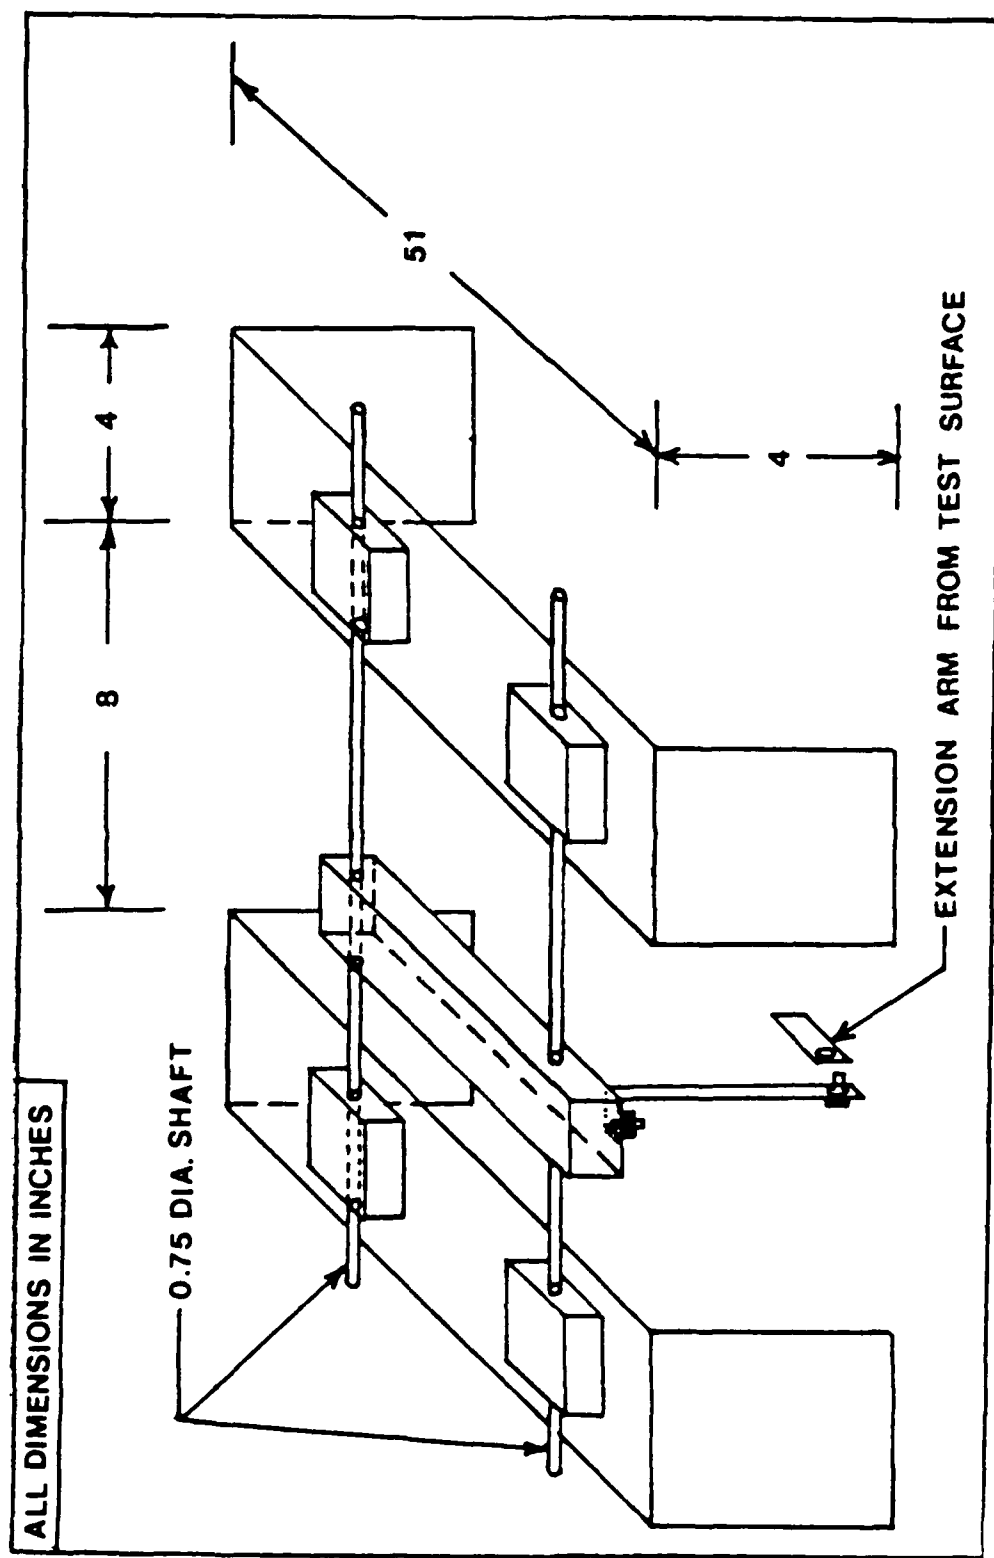 ALL DIMENSIONS IN INCHES
8
4
0.75 DIA. SHAFT
51
4
EXTENSION ARM FROM TEST SURFACE